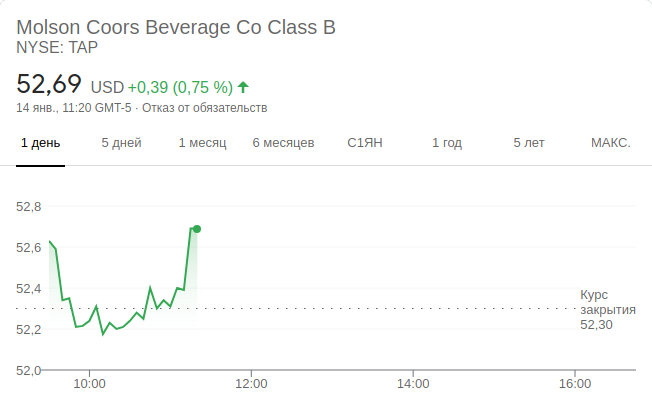 Molson Coors Beverage Co Class B
NYSE: TAP
52,69 USD +0,39 (0,75 %)
14 янв., 11:20 GMT-5 · Отказ от обязательств
1 день 5 дней 1 месяц 6 месяцев С1ЯН 1 год 5 лет МАКС.
52,8
52,6
52,4
Курс
закрытия
52,30
52,2
52,0
10:00 12:00 14:00 16:00